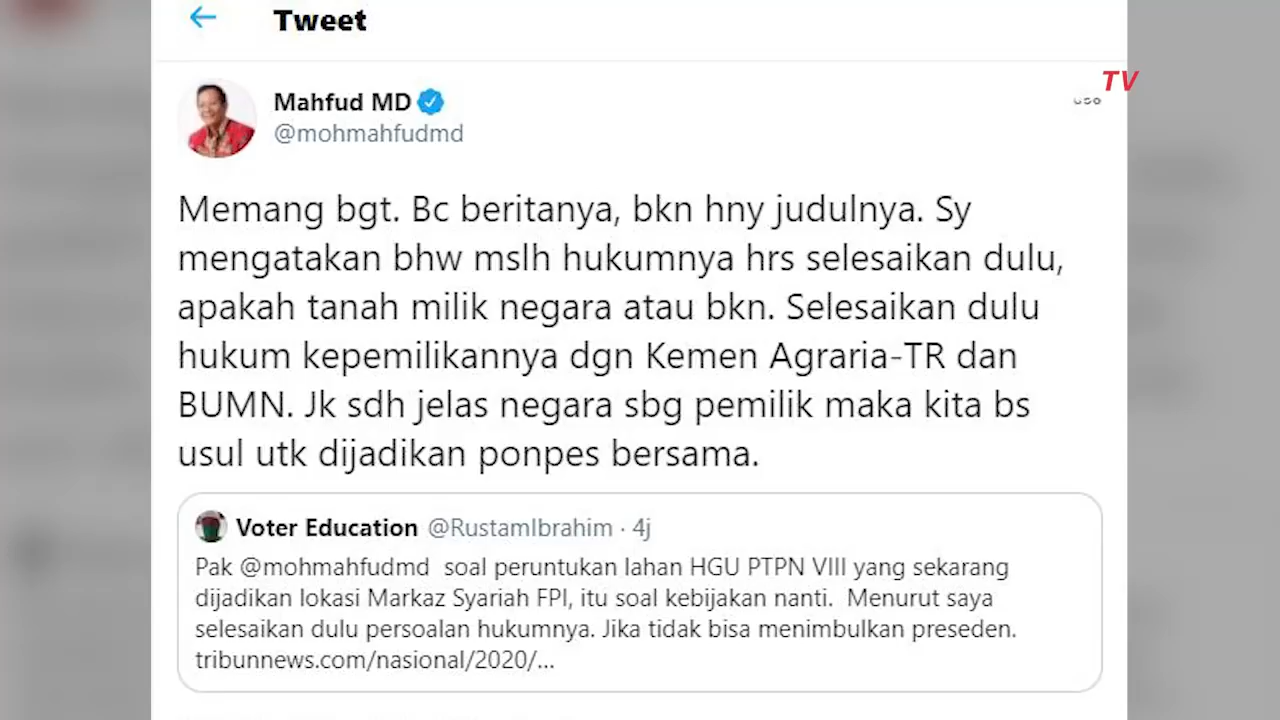 Tweet
TV
Mahfud MD
@mohmahfudmd
Memang bgt. Bc beritanya, bkn hny judulnya. Sy
mengatakan bhw mslh hukumnya hrs selesaikan dulu,
apakah tanah milik negara atau bkn. Selesaikan dulu
hukum kepemilikannya dgn Kemen Agraria-TR dan
BUMN. Jk sdh jelas negara sbg pemilik maka kita bs
usul utk dijadikan ponpes bersama.
Voter Education @RustamIbrahim · 4j
Pak @mohmahfudmd soal peruntukan lahan HGU PTPN VIII yang sekarang
dijadikan lokasi Markaz Syariah FPI, itu soal kebijakan nanti. Menurut saya
selesaikan dulu persoalan hukumnya. Jika tidak bisa menimbulkan preseden.
tribunnews.com/nasional/2020/...